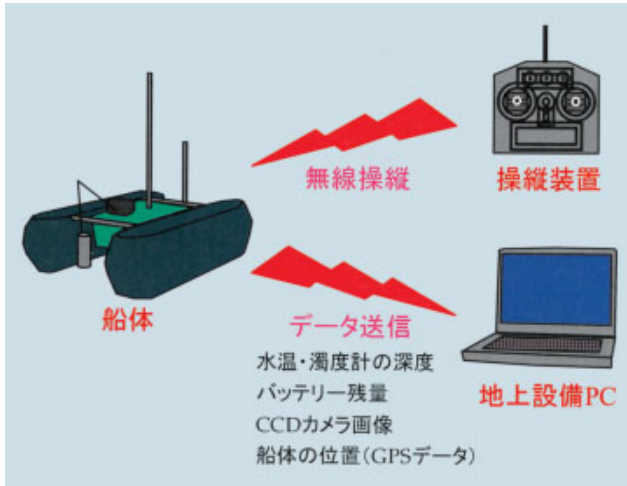 無線操縦
操縦装置
船体
データ送信
水温・濁度計の深度
バッテリー残量
CCDカメラ画像
船体の位置(GPSデータ)
地上設備PC